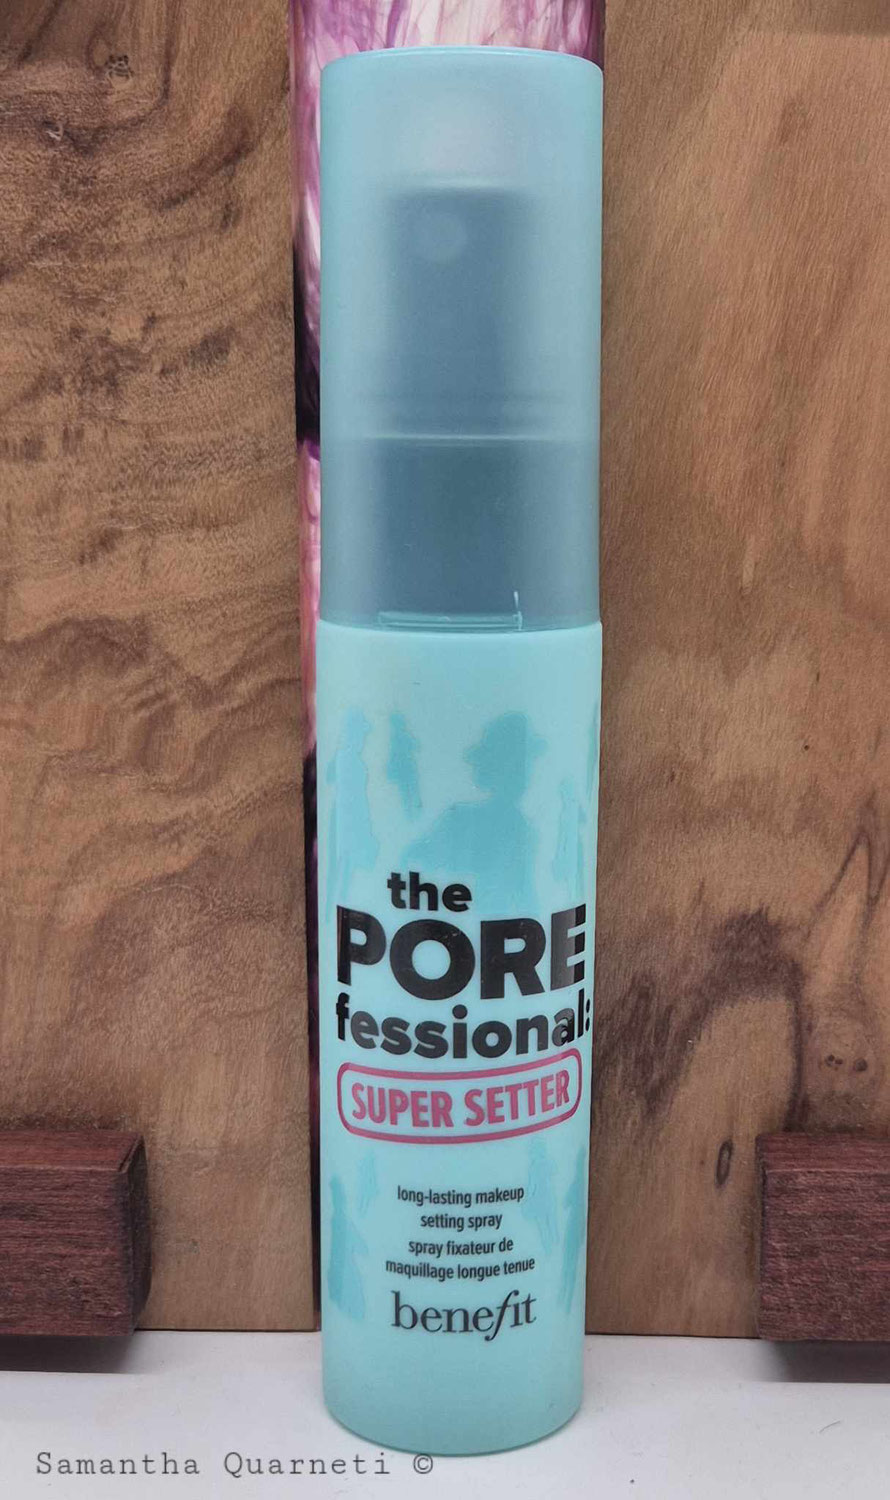 the
PORE
fessional:
SUPER SETTER
long-lasting makeup
setting spray
spray fixateur de
maquillage longue tenue
benefit
Samantha Quarneti ©